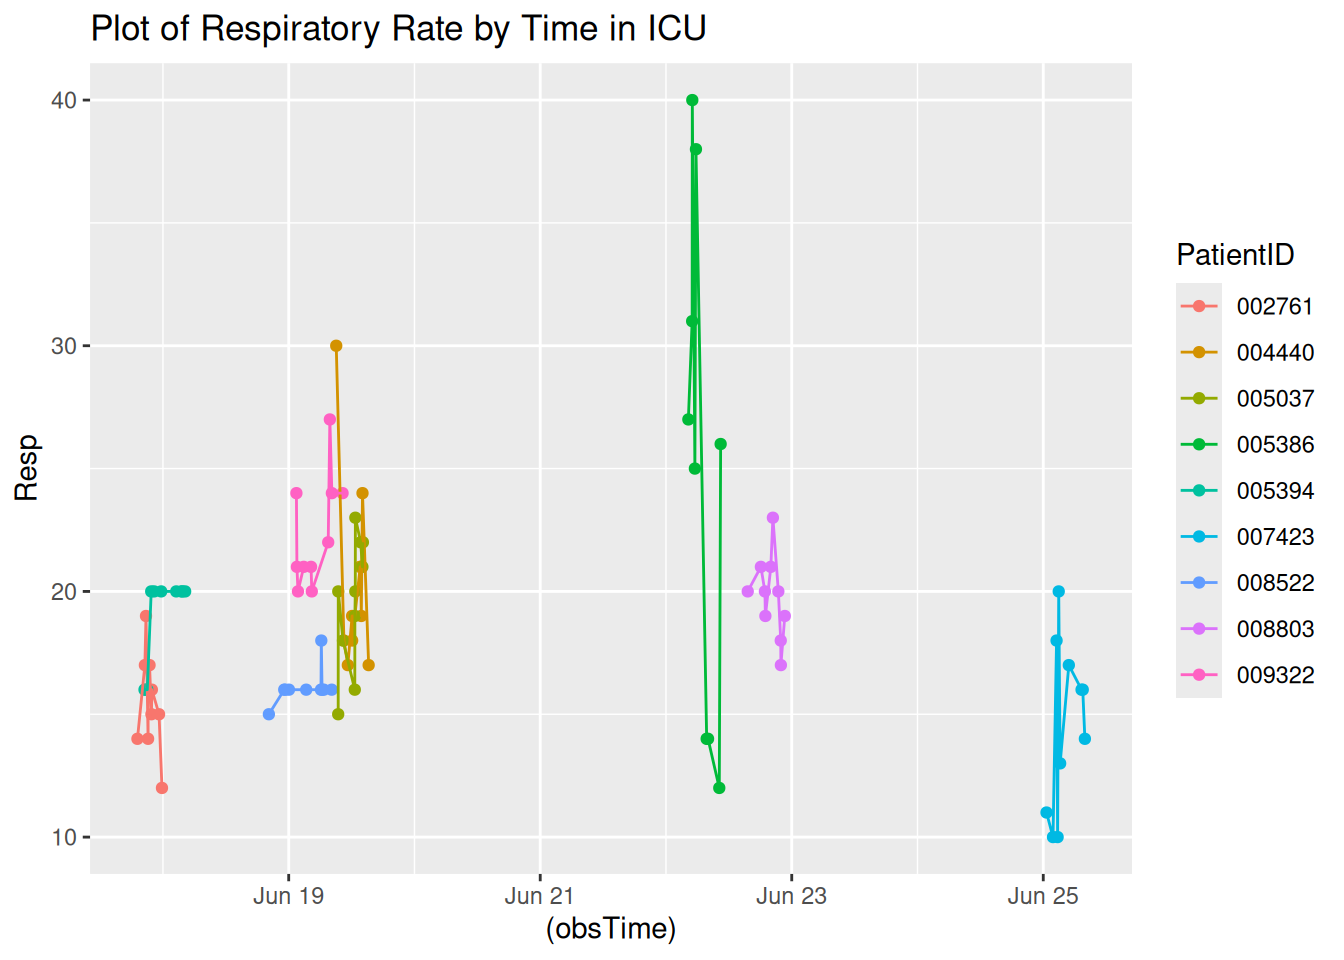 Plot of Respiratory Rate by Time in ICU
40
30
20
10
Resp
Jun 19
Jun 21
Jun 23
Jun 25
(obsTime)
PatientID
002761
004440
005037
005386
005394
007423
008522
008803
009322